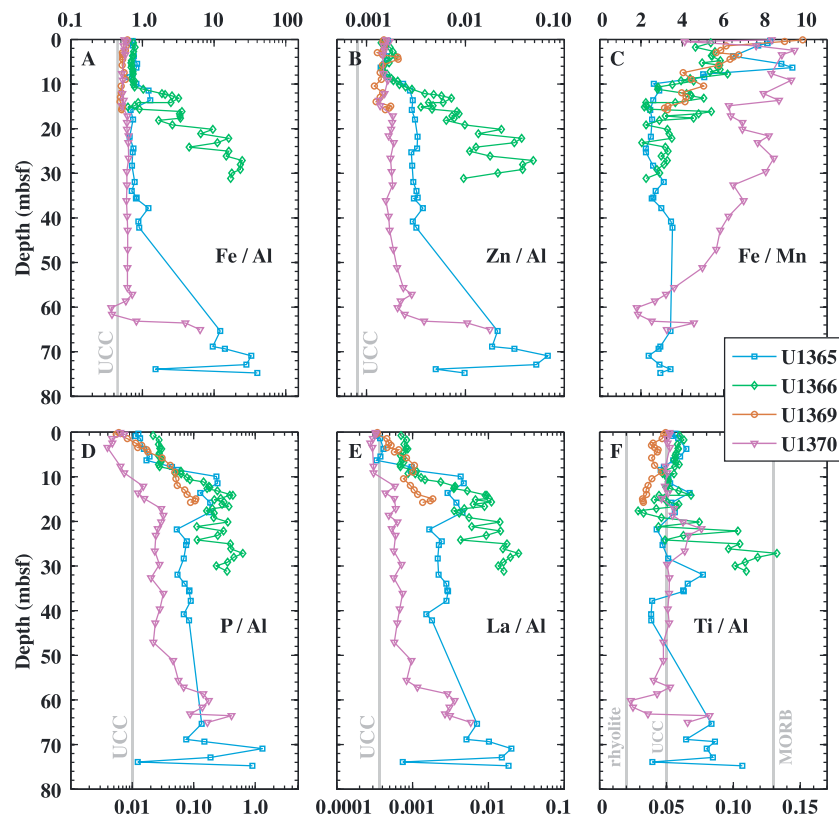 0.1 1.0 10 100 0.001 0.01 0.1 0 2 4 6 8 10
0
10
20
30
40
50
60
70
80
Depth (mbsf)
A
Fe / Al
UCC
B
Zn / Al
UCC
C
Fe / Mn
U1365
U1366
U1369
U1370
0
10
20
30
40
50
60
70
80
Depth (mbsf)
D
P / Al
UCC
E
La / Al
UCC
F
Ti / Al
rhyolite
UCC
MORB
0.01 0.10 1.0 0.0001 0.001 0.01 0.1 0 0.05 0.10 0.15